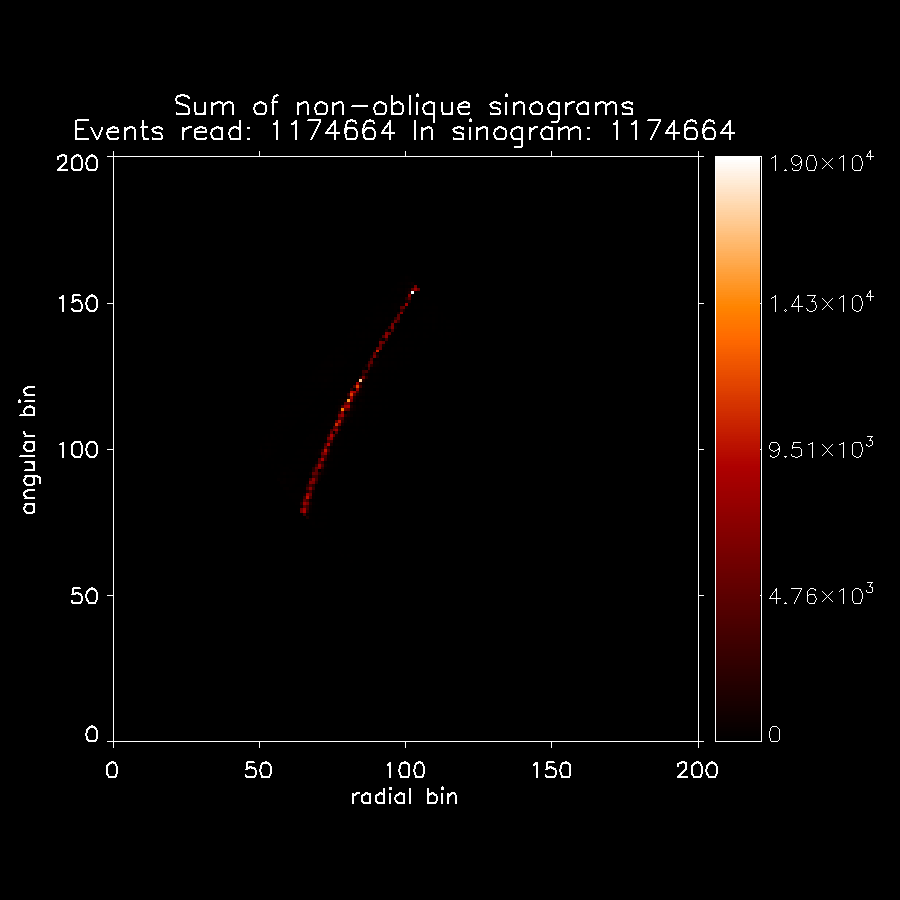 Sum of non-oblique sinograms
Events read: 1174664 In sinogram: 1174664
200
150
100
50
0
angular bin
0 50 100 150 200
radial bin
1.90×10⁴
1.43×10⁴
9.51×10³
4.76×10³
0